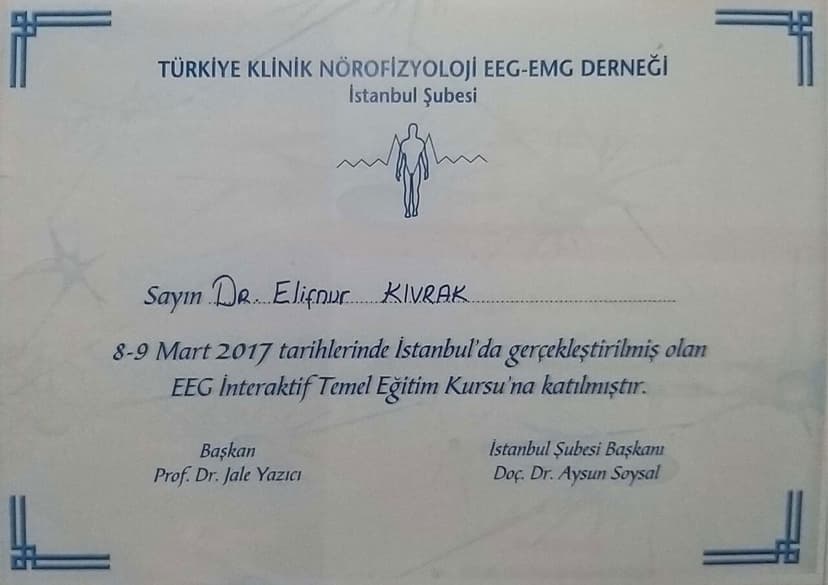 TÜRKİYE KLİNİK NÖROFİZYOLOJİ EEG-EMG DERNEĞİ
İstanbul Şubesi
Sayın Dr. Elifnur KIVRAK
8-9 Mart 2017 tarihlerinde İstanbul'da gerçekleştirilmiş olan
EEG İnteraktif Temel Eğitim Kursu'na katılmıştır.
Başkan
Prof. Dr. Jale Yazıcı
İstanbul Şubesi Başkanı
Doç. Dr. Aysun Soysal